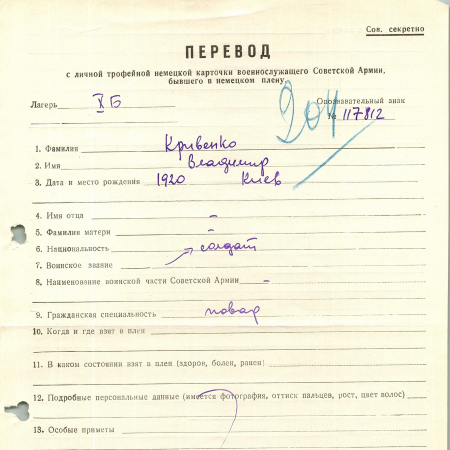 Сов. секретно
ПЕРЕВОД
с личной трофейной немецкой карточки военнослужащего Советской Армии,
бывшего в немецком плену
Лагерь X Б
Опознавательный знак
№ 117812
204
1. Фамилия Кривенко
2. Имя Владимир
3. Дата и место рождения 1920 Киев
4. Имя отца –
5. Фамилия матери –
6. Национальность
7. Воинское звание солдат
8. Наименование воинской части Советской Армии –
9. Гражданская специальность повар
10. Когда и где взят в плен
11. В каком состоянии взят в плен (здоров, болен, ранен)
12. Подробные персональные данные (имеется фотография, оттиск пальцев, рост, цвет волос)
13. Особые приметы